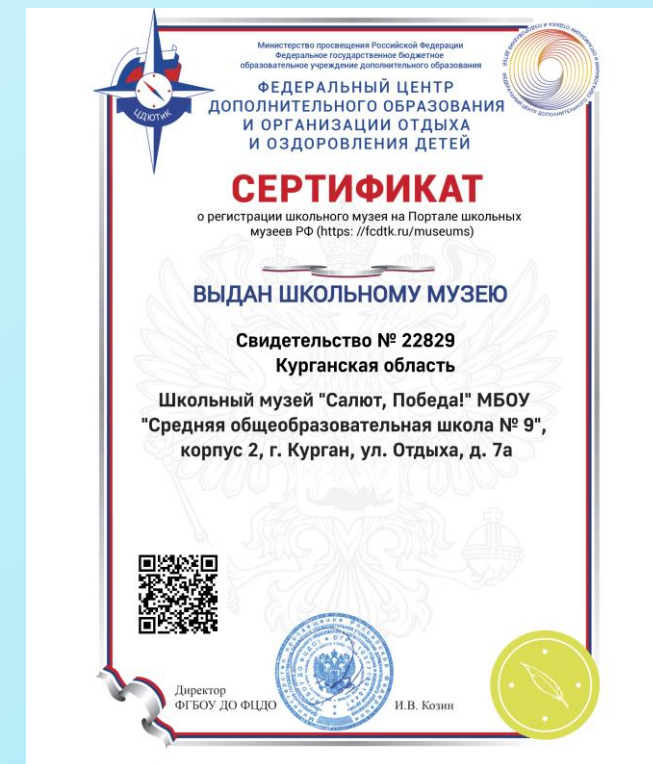 Министерство просвещения Российской Федерации
Федеральное государственное бюджетное
образовательное учреждение дополнительного образования
ФЕДЕРАЛЬНЫЙ ЦЕНТР
ДОПОЛНИТЕЛЬНОГО ОБРАЗОВАНИЯ
И ОРГАНИЗАЦИИ ОТДЫХА
И ОЗДОРОВЛЕНИЯ ДЕТЕЙ
ЦДЮТиК
СЕРТИФИКАТ
о регистрации школьного музея на Портале школьных
музеев РФ (https: //fcdtk.ru/museums)
ВЫДАН ШКОЛЬНОМУ МУЗЕЮ
Свидетельство № 22829
Курганская область
Школьный музей "Салют, Победа!" МБОУ
"Средняя общеобразовательная школа № 9",
корпус 2, г. Курган, ул. Отдыха, д. 7а
Директор
ФГБОУ ДО ФЦДО
И.В. Козин